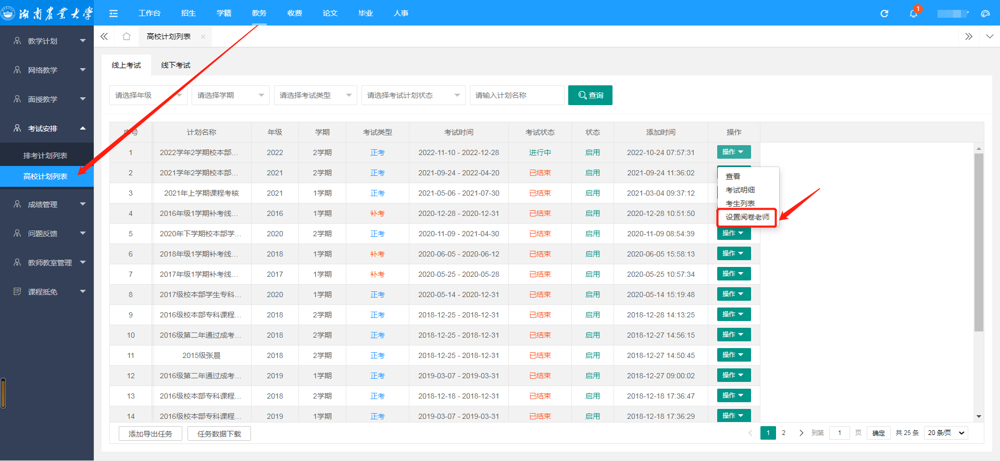 湖南农业大学
工作台 招生 学籍 教务 收费 论文 毕业 人事 1
教学计划
网络教学
面授教学
考试安排
排考计划列表
高校计划列表
成绩管理
问题反馈
教师教室管理
课程抵免
高校计划列表
线上考试 线下考试
请选择年级 请选择学期 请选择考试类型 请选择考试计划状态 请输入计划名称 查询
序号 计划名称 年级 学期 考试类型 考试时间 考试状态 状态 添加时间 操作
1 2022学年2学期校本部... 2022 2学期 正考 2022-11-10 - 2022-12-28 进行中 启用 2022-10-24 07:57:31 操作
2 2021学年2学期校本部... 2021 2学期 正考 2021-09-24 - 2022-04-20 已结束 启用 2021-09-24 11:36:02
3 2021年上学期课程考核 2021 1学期 正考 2021-05-06 - 2021-07-30 已结束 启用 2021-03-04 09:37:12
4 2016年级1学期补考线... 2016 1学期 补考 2020-12-28 - 2020-12-31 已结束 启用 2020-12-28 10:51:50
查看
考试明细
考生列表
设置阅卷老师
5 2020年下学期校本部学... 2020 2学期 正考 2020-11-09 - 2021-04-30 已结束 启用 2020-11-09 08:54:39 操作
6 2018年级1学期补考线... 2018 1学期 补考 2020-06-05 - 2020-06-12 已结束 启用 2020-06-05 15:58:13 操作
7 2017年级1学期补考线... 2017 1学期 补考 2020-05-25 - 2020-05-28 已结束 启用 2020-05-25 10:57:34 操作
8 2017级校本部学生专科... 2020 1学期 正考 2020-05-14 - 2020-12-31 已结束 启用 2020-05-14 15:19:48 操作
9 2016级校本部专科课程... 2018 2学期 正考 2018-12-25 - 2018-12-31 已结束 启用 2018-12-28 14:13:25 操作
10 2016级第二年通过成考... 2018 2学期 正考 2018-12-25 - 2018-12-31 已结束 启用 2018-12-27 14:56:15 操作
11 2015级张晨 2018 2学期 正考 2018-12-25 - 2018-12-31 已结束 启用 2018-12-27 14:50:45 操作
12 2016级第二年通过成考... 2019 1学期 正考 2019-03-07 - 2019-03-31 已结束 启用 2018-12-27 09:00:02 操作
13 2016级校本部专科课程... 2018 2学期 正考 2018-12-18 - 2018-12-31 已结束 启用 2018-12-18 17:36:47 操作
14 2016级校本部专科课程... 2019 1学期 正考 2019-03-07 - 2019-03-31 已结束 启用 2018-12-18 17:36:29 操作
添加导出任务 任务数据下载 1 2 到第 1 页 确定 共 25 条 20 条/页